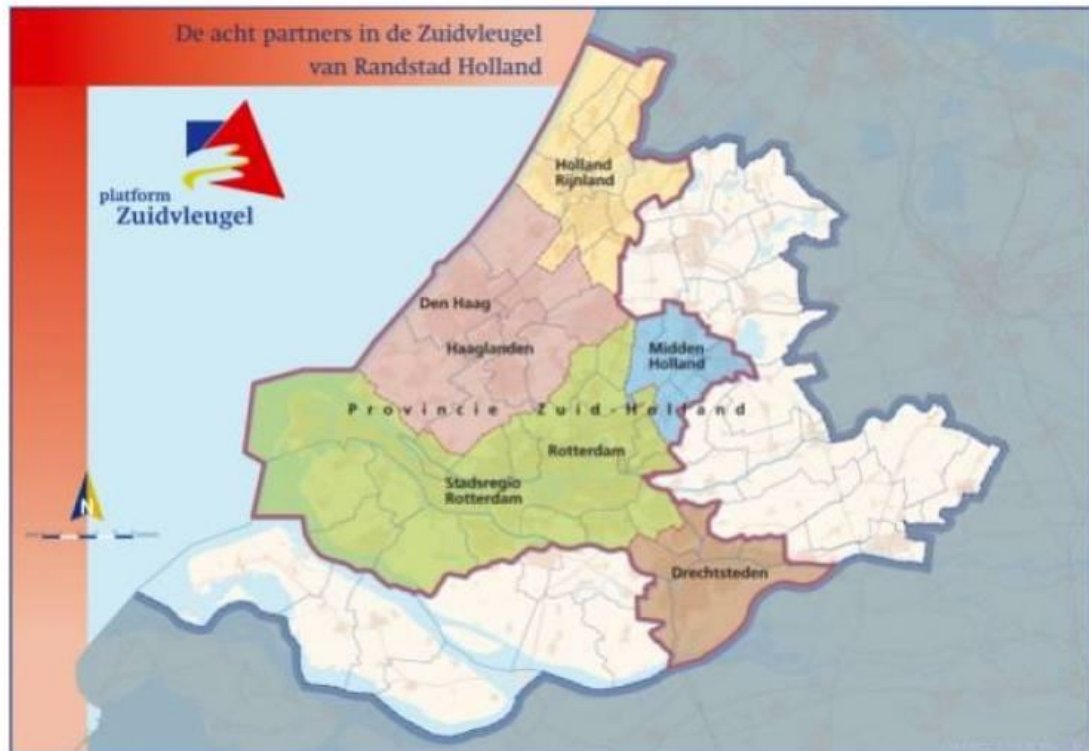 De acht partners in de Zuidvleugel
van Randstad Holland
platform
Zuidvleugel
Holland
Rijnland
Den Haag
Haaglanden
Midden
Holland
Provincie Zuid-Holland
Rotterdam
Stadsregio
Rotterdam
N
Drechtsteden